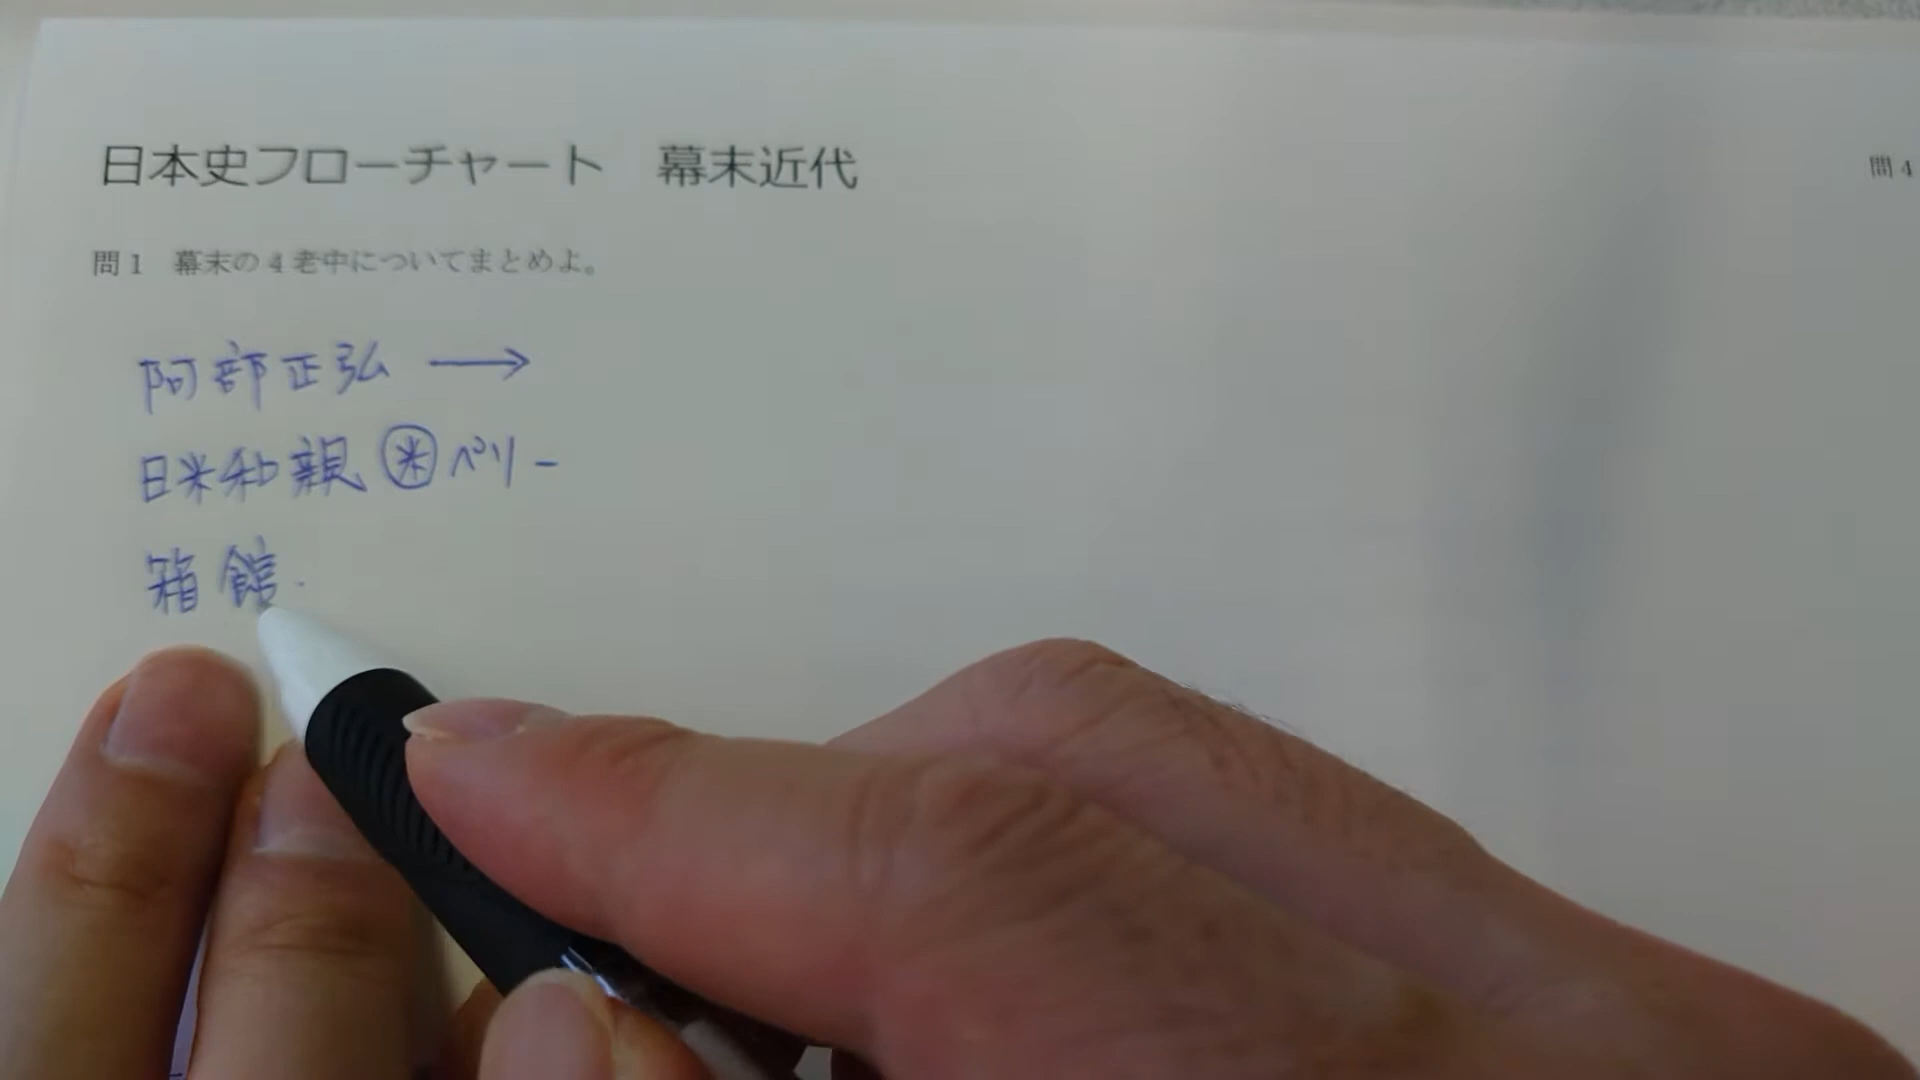 日本史フローチャート　幕末近代
問4
問1　幕末の4老中についてまとめよ。
阿部正弘 →
日米和親 ㊍ペリー
箱館.